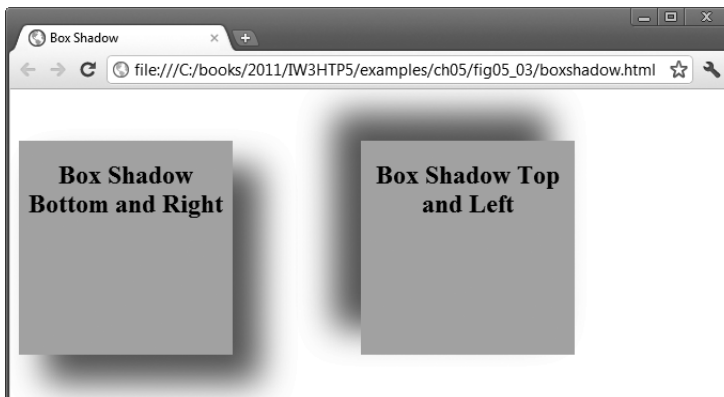 Box Shadow
file:///C:/books/2011/IW3HTP5/examples/ch05/fig05_03/boxshadow.html
Box Shadow
Bottom and Right
Box Shadow Top
and Left